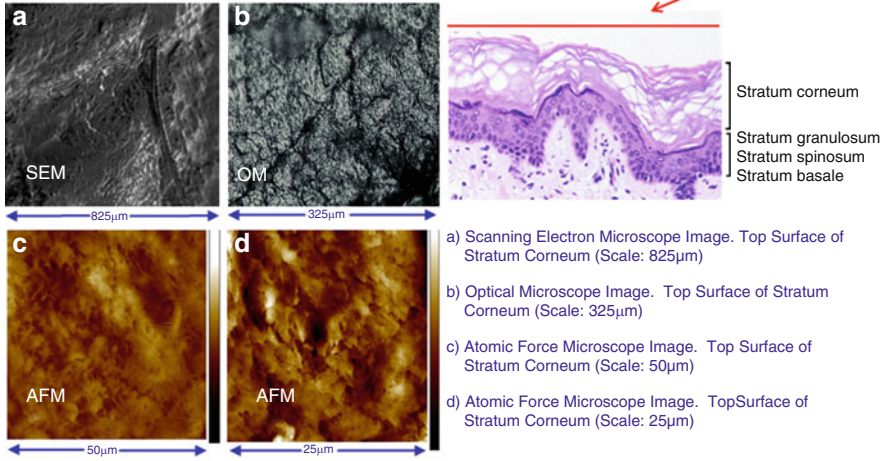 a
b
SEM
OM
825μm
325μm
Stratum corneum
Stratum granulosum
Stratum spinosum
Stratum basale
c
d
AFM
AFM
50μm
25μm
a) Scanning Electron Microscope Image. Top Surface of
Stratum Corneum (Scale: 825μm)
b) Optical Microscope Image. Top Surface of Stratum
Corneum (Scale: 325μm)
c) Atomic Force Microscope Image. Top Surface of
Stratum Corneum (Scale: 50μm)
d) Atomic Force Microscope Image. TopSurface of
Stratum Corneum (Scale: 25μm)